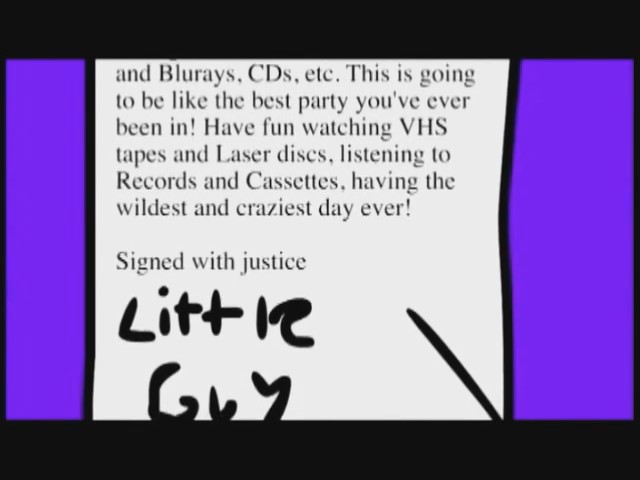 and Blurays, CDs, etc. This is going
to be like the best party you've ever
been in! Have fun watching VHS
tapes and Laser discs, listening to
Records and Cassettes, having the
wildest and craziest day ever!
Signed with justice
Little
Guy